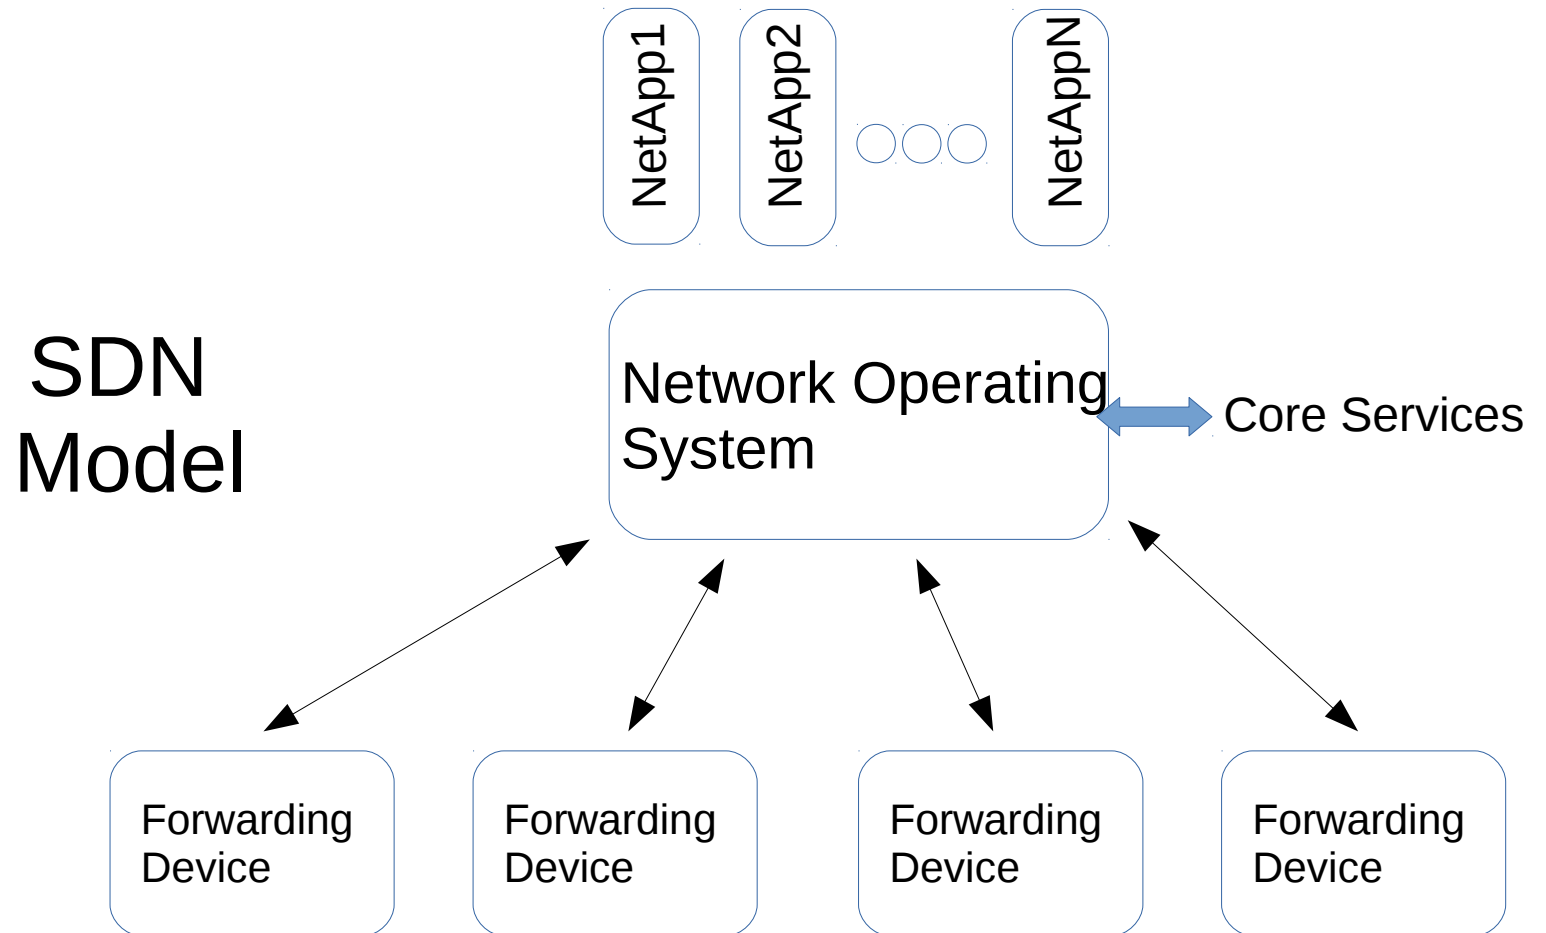 NetApp1
NetApp2
NetAppN
SDN
Model
Network Operating
System
Core Services
Forwarding
Device
Forwarding
Device
Forwarding
Device
Forwarding
Device